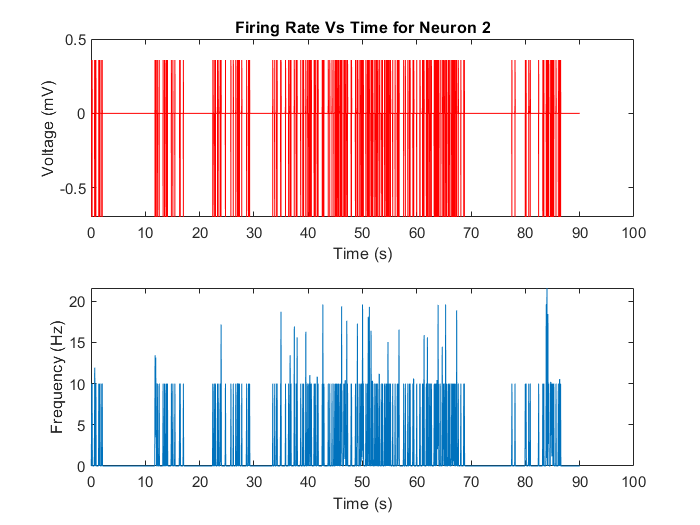 Firing Rate Vs Time for Neuron 2
0.5
0
-0.5
Voltage (mV)
0 10 20 30 40 50 60 70 80 90 100
Time (s)
20
15
10
5
0
Frequency (Hz)
0 10 20 30 40 50 60 70 80 90 100
Time (s)